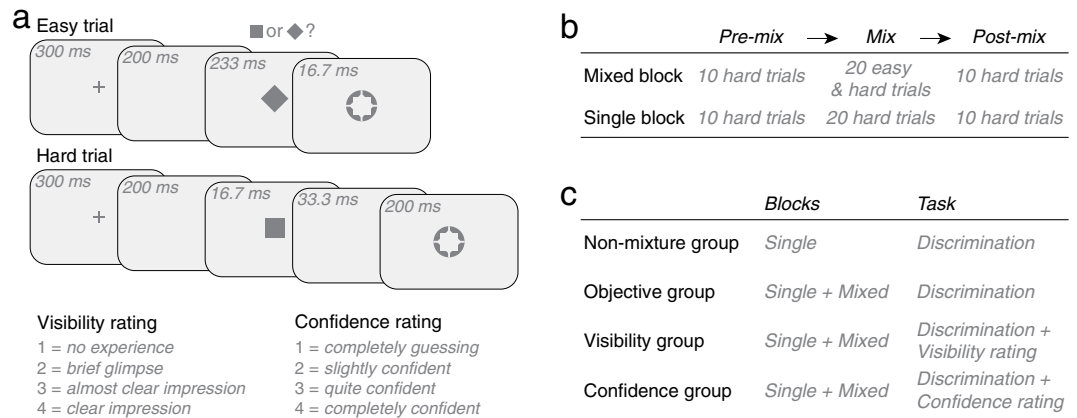 a
Easy trial
■ or ◆ ?
300 ms
200 ms
233 ms
16.7 ms
Hard trial
300 ms
200 ms
16.7 ms
33.3 ms
200 ms
Visibility rating
1 = no experience
2 = brief glimpse
3 = almost clear impression
4 = clear impression
Confidence rating
1 = completely guessing
2 = slightly confident
3 = quite confident
4 = completely confident
b
Pre-mix → Mix → Post-mix
Mixed block 10 hard trials 20 easy 10 hard trials
& hard trials
Single block 10 hard trials 20 hard trials 10 hard trials
c
Blocks Task
Non-mixture group Single Discrimination
Objective group Single + Mixed Discrimination
Visibility group Single + Mixed Discrimination +
Visibility rating
Confidence group Single + Mixed Discrimination +
Confidence rating